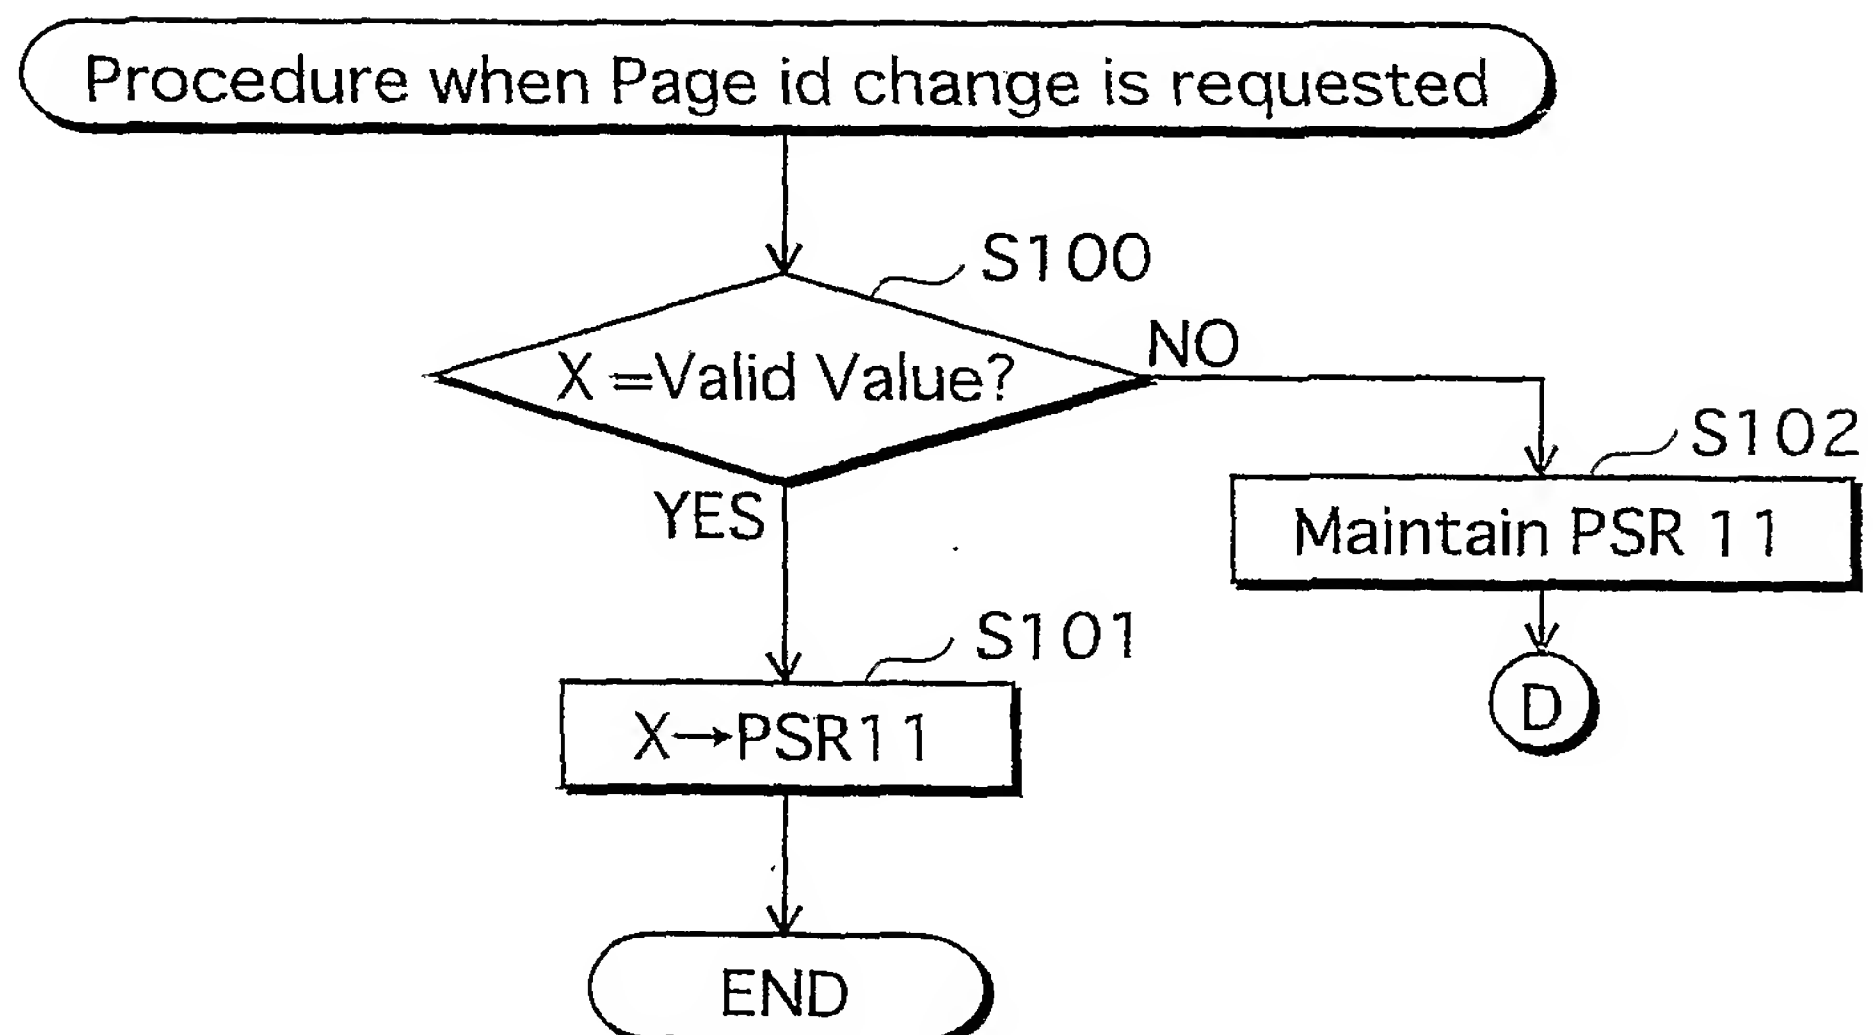 Procedure when Page id change is requested
S100
X =Valid Value?
NO
S102
Maintain PSR 11
YES
D
S101
X→PSR11
END